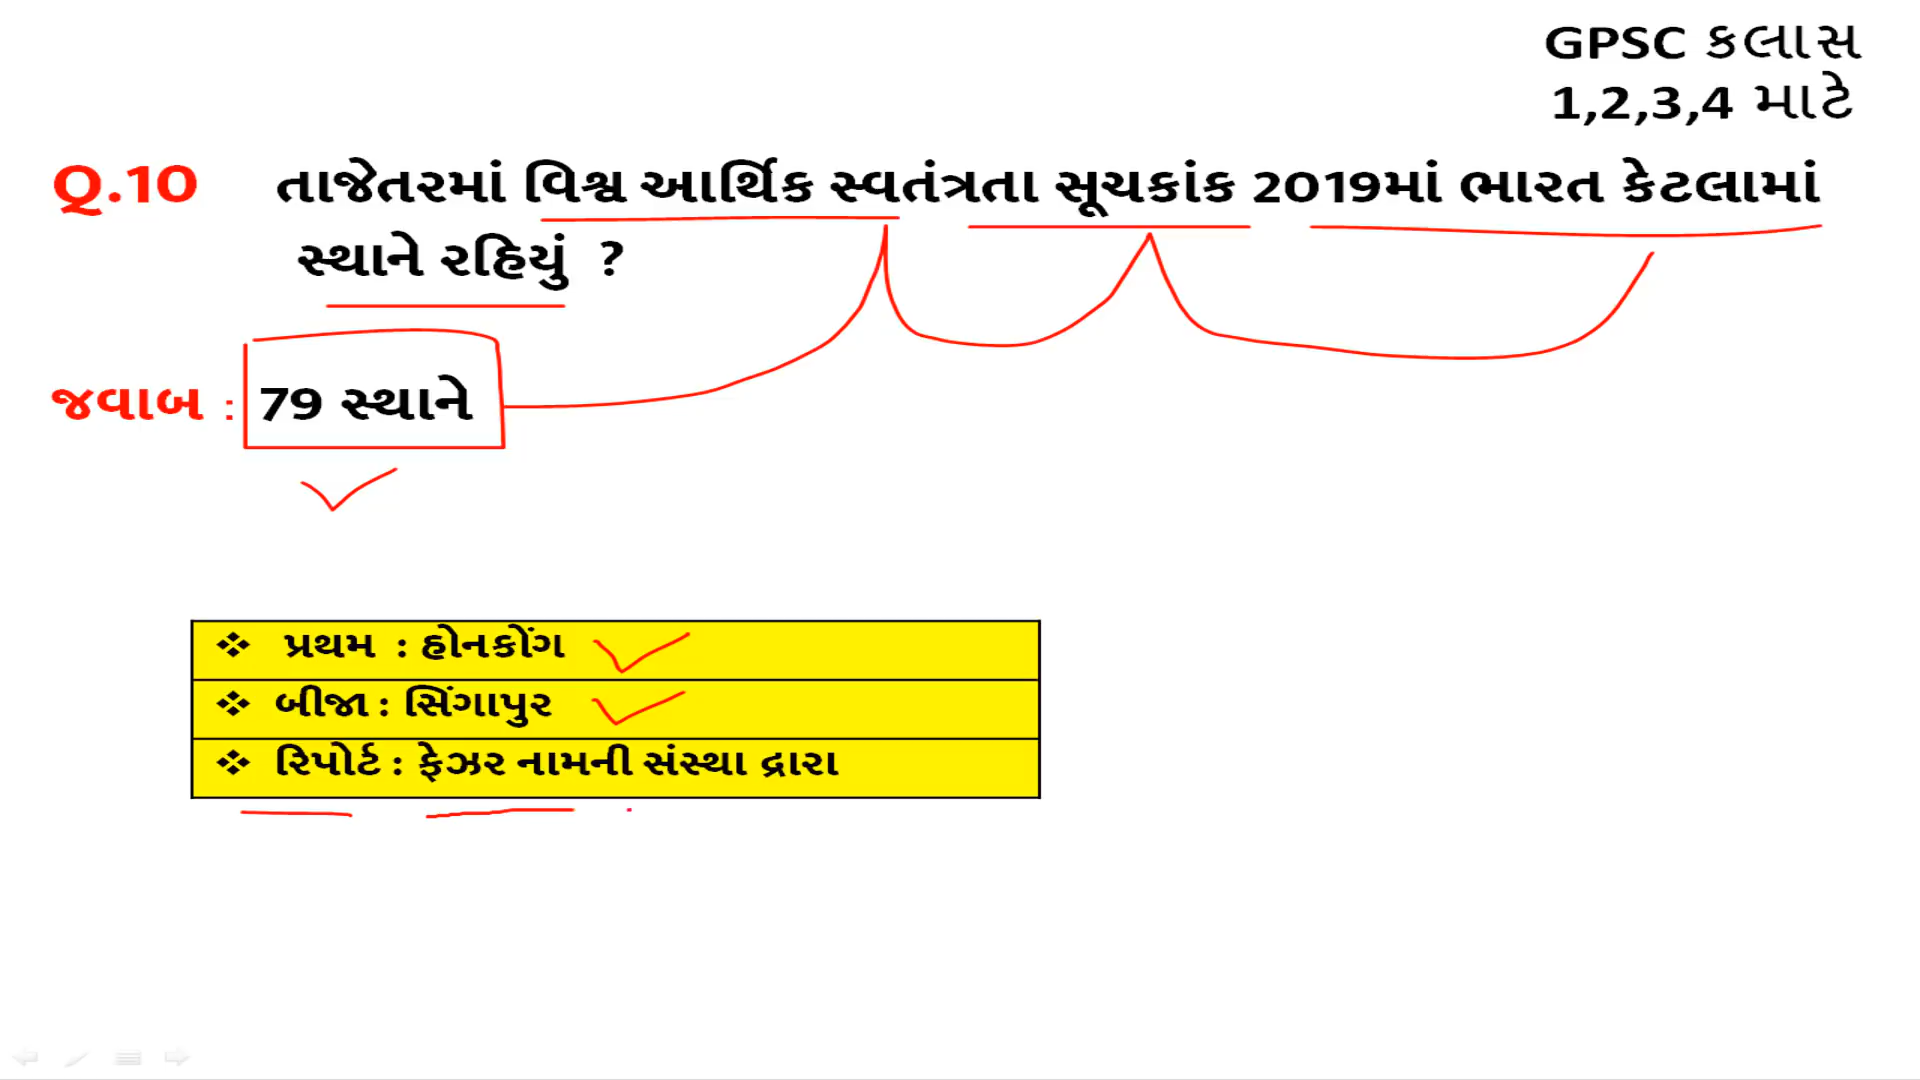 GPSC કલાસ
1,2,3,4 માટે
Q.10 તાજેતરમાં વિશ્વ આર્થિક સ્વતંત્રતા સૂચકાંક 2019માં ભારત કેટલામાં
સ્થાને રહિયું ?
જવાબ : 79 સ્થાને
❖ પ્રથમ : હોનકોંગ
❖ બીજા : સિંગાપુર
❖ રિપોર્ટ : ફેઝર નામની સંસ્થા દ્રારા